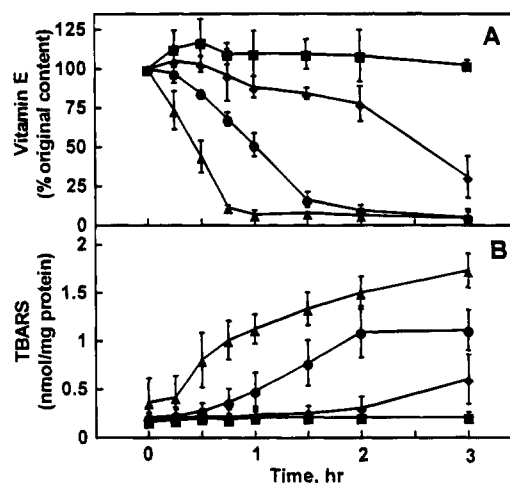 A
Vitamin E
(% original content)
125
100
75
50
25
0
B
TBARS
(nmol/mg protein)
2
1.5
1
0.5
0
0
1
2
3
Time, hr